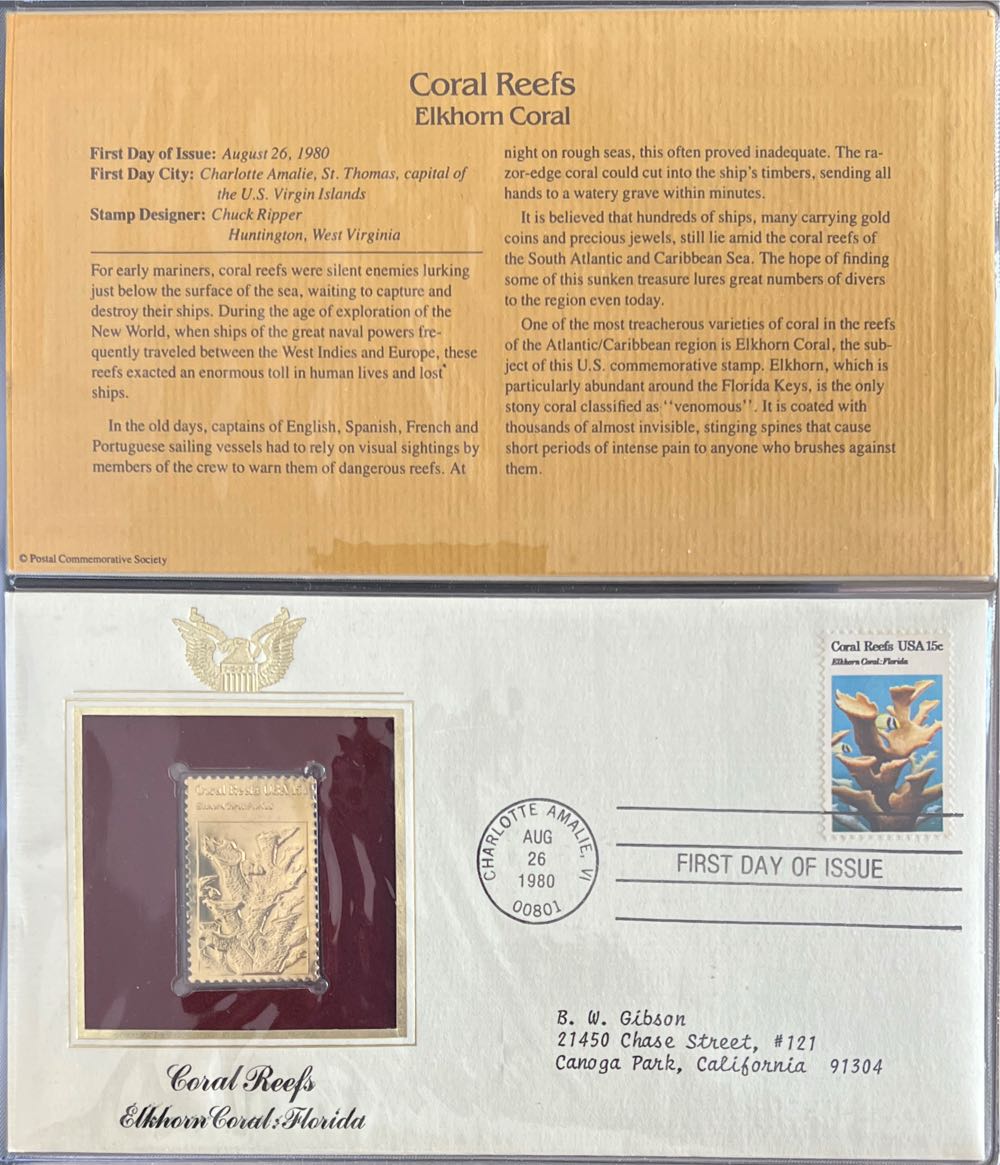 Coral Reefs
Elkhorn Coral
First Day of Issue: August 26, 1980
First Day City: Charlotte Amalie, St. Thomas, capital of
the U.S. Virgin Islands
Stamp Designer: Chuck Ripper
Huntington, West Virginia
For early mariners, coral reefs were silent enemies lurking
just below the surface of the sea, waiting to capture and
destroy their ships. During the age of exploration of the
New World, when ships of the great naval powers fre-
quently traveled between the West Indies and Europe, these
reefs exacted an enormous toll in human lives and lost
ships.
In the old days, captains of English, Spanish, French and
Portuguese sailing vessels had to rely on visual sightings by
members of the crew to warn them of dangerous reefs. At
night on rough seas, this often proved inadequate. The ra-
zor-edge coral could cut into the ship's timbers, sending all
hands to a watery grave within minutes.
It is believed that hundreds of ships, many carrying gold
coins and precious jewels, still lie amid the coral reefs of
the South Atlantic and Caribbean Sea. The hope of finding
some of this sunken treasure lures great numbers of divers
to the region even today.
One of the most treacherous varieties of coral in the reefs
of the Atlantic/Caribbean region is Elkhorn Coral, the sub-
ject of this U.S. commemorative stamp. Elkhorn, which is
particularly abundant around the Florida Keys, is the only
stony coral classified as ‘‘venomous’’. It is coated with
thousands of almost invisible, stinging spines that cause
short periods of intense pain to anyone who brushes against
them.
© Postal Commemorative Society
Coral Reefs USA 15c
Elkhorn Coral: Florida
Coral Reefs USA 15c
Elkhorn Coral: Florida
CHARLOTTE AMALIE, VI
AUG
26
1980
00801
FIRST DAY OF ISSUE
B. W. Gibson
21450 Chase Street, #121
Canoga Park, California 91304
Coral Reefs
Elkhorn Coral: Florida